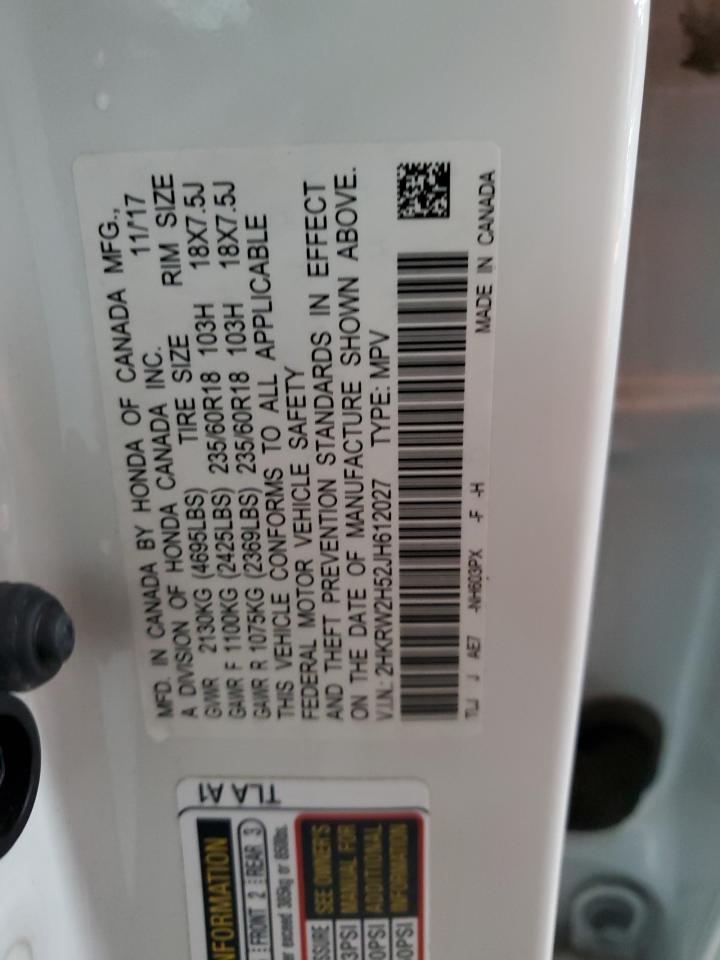 MFD. IN CANADA BY HONDA OF CANADA MFG.,
A DIVISION OF HONDA CANADA INC. 11/'17
GVWR 2130KG (4695LBS) TIRE SIZE RIM SIZE
GAWR F 1100KG (2425LBS) 235/60R18 103H 18X7.5J
GAWR R 1075KG (2369LBS) 235/60R18 103H 18X7.5J
THIS VEHICLE CONFORMS TO ALL APPLICABLE
FEDERAL MOTOR VEHICLE SAFETY
AND THEFT PREVENTION STANDARDS IN EFFECT
ON THE DATE OF MANUFACTURE SHOWN ABOVE.
V.I.N.: 2HKRW2H52JH612027 TYPE: MPV
TLJ J AE7 -NH603PX -F -H
MADE IN CANADA
TLA A1
FRONT 2 REAR 3
exceed 385kg or 850lbs.
SEE OWNER'S
MANUAL FOR
ADDITIONAL
INFORMATION